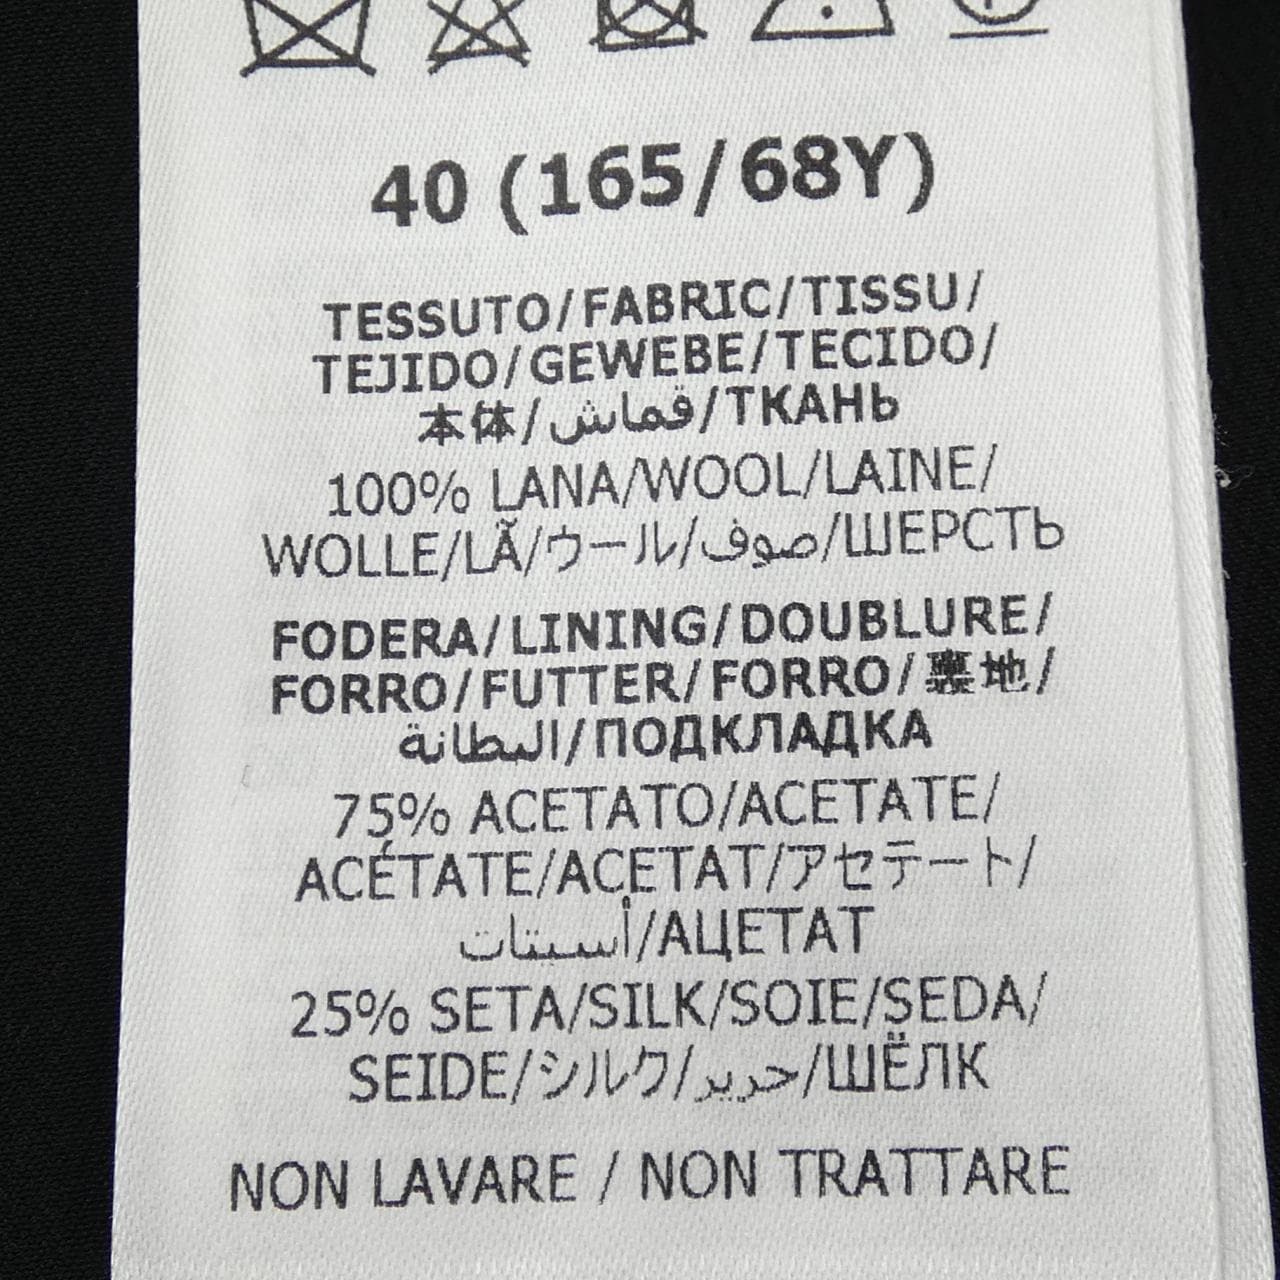 40 (165/68Y)
TESSUTO/FABRIC/TISSU/
TEJIDO/GEWEBE/TECIDO/
本体/قماش/ТКАНЬ
100% LANA/WOOL/LAINE/
WOLLE/LÃ/ウール/صوف/ШЕРСТЬ
FODERA/LINING/DOUBLURE/
FORRO/FUTTER/FORRO/裏地/
البطانة/ПОДКЛАДКА
75% ACETATO/ACETATE/
ACÉTATE/ACETAT/アセテート/
أسيتات/АЦЕТАТ
25% SETA/SILK/SOIE/SEDA/
SEIDE/シルク/حرير/ШЁЛК
NON LAVARE / NON TRATTARE